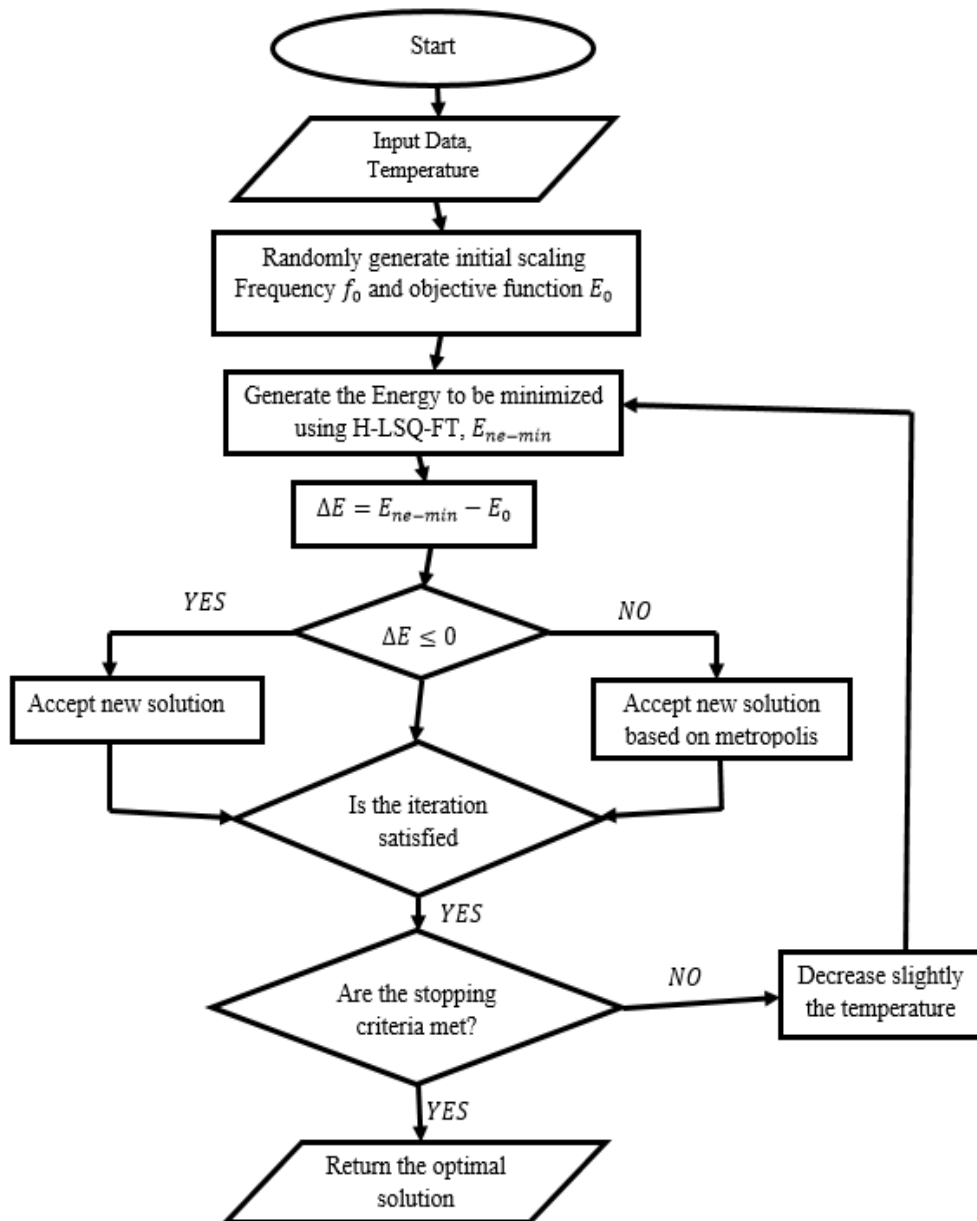 Start
Input Data,
Temperature
Randomly generate initial scaling
Frequency f₀ and objective function E₀
Generate the Energy to be minimized
using H-LSQ-FT, Eₙₑ₋ₘᵢₙ
ΔE = Eₙₑ₋ₘᵢₙ − E₀
YES
NO
ΔE ≤ 0
Accept new solution
Accept new solution
based on metropolis
Is the iteration
satisfied
YES
Are the stopping
criteria met?
NO
Decrease slightly
the temperature
YES
Return the optimal
solution